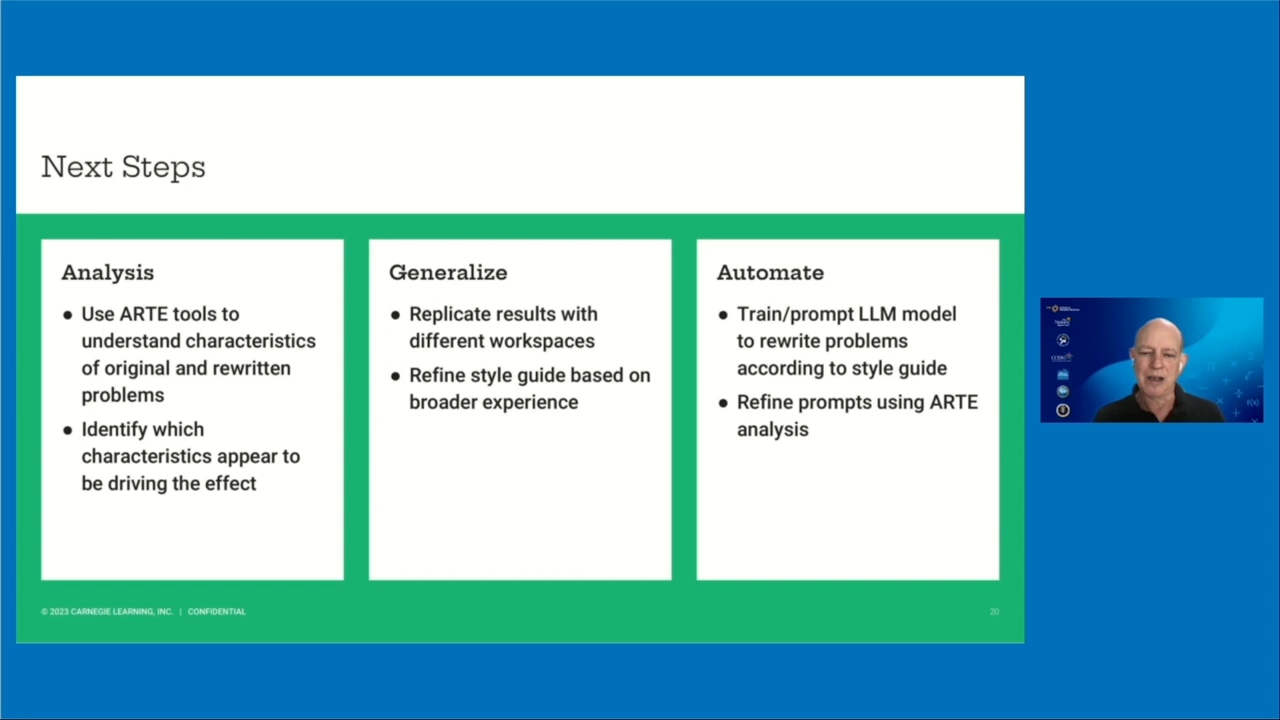 Next Steps
Analysis
● Use ARTE tools to
understand characteristics
of original and rewritten
problems
● Identify which
characteristics appear to
be driving the effect
Generalize
● Replicate results with
different workspaces
● Refine style guide based on
broader experience
Automate
● Train/prompt LLM model
to rewrite problems
according to style guide
● Refine prompts using ARTE
analysis
© 2023 CARNEGIE LEARNING, INC. | CONFIDENTIAL
20